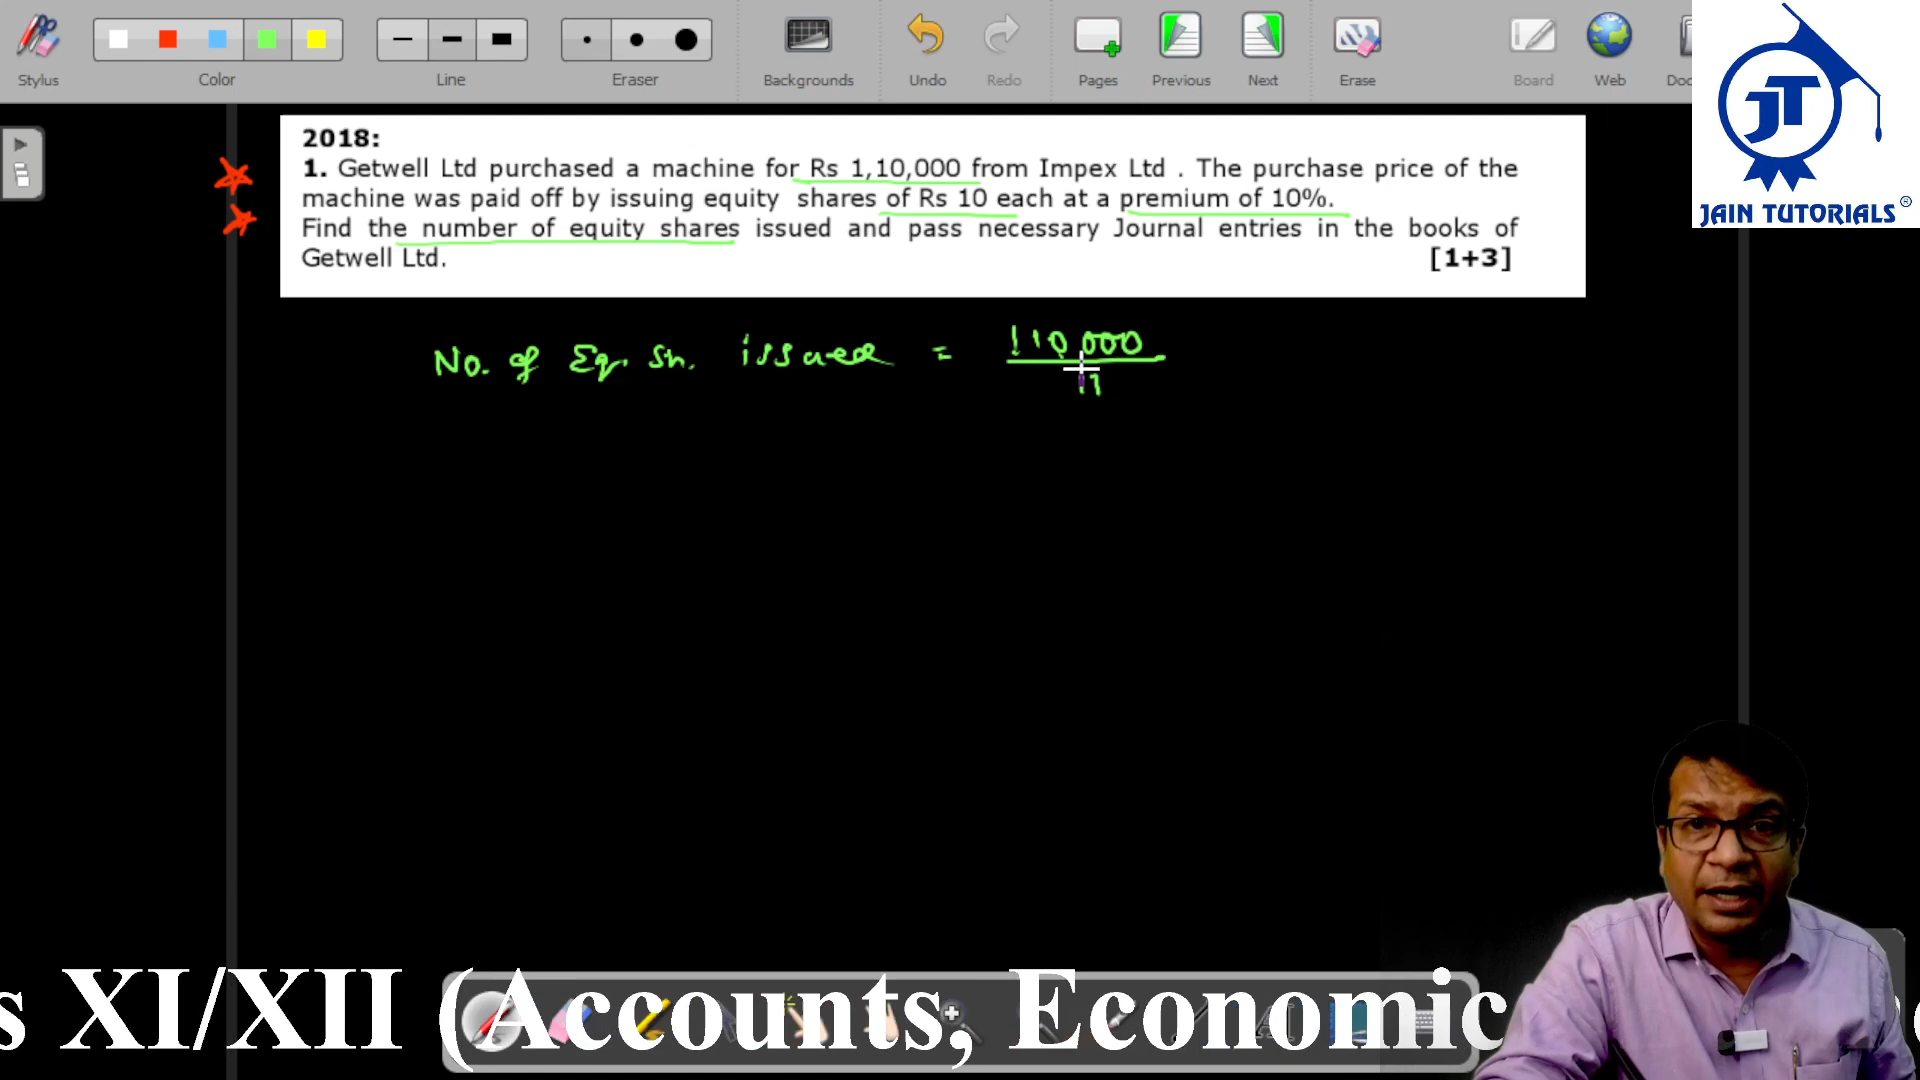 Stylus
Color
Line
Eraser
Backgrounds
Undo
Redo
Pages
Previous
Next
Erase
Board
Web
JT
JAIN TUTORIALS®
2018:
1. Getwell Ltd purchased a machine for Rs 1,10,000 from Impex Ltd . The purchase price of the
machine was paid off by issuing equity shares of Rs 10 each at a premium of 10%.
Find the number of equity shares issued and pass necessary Journal entries in the books of
Getwell Ltd. [1+3]
No. of Eq. Sh. issued = 110,000
11
s XI/XII (Accounts, Economic